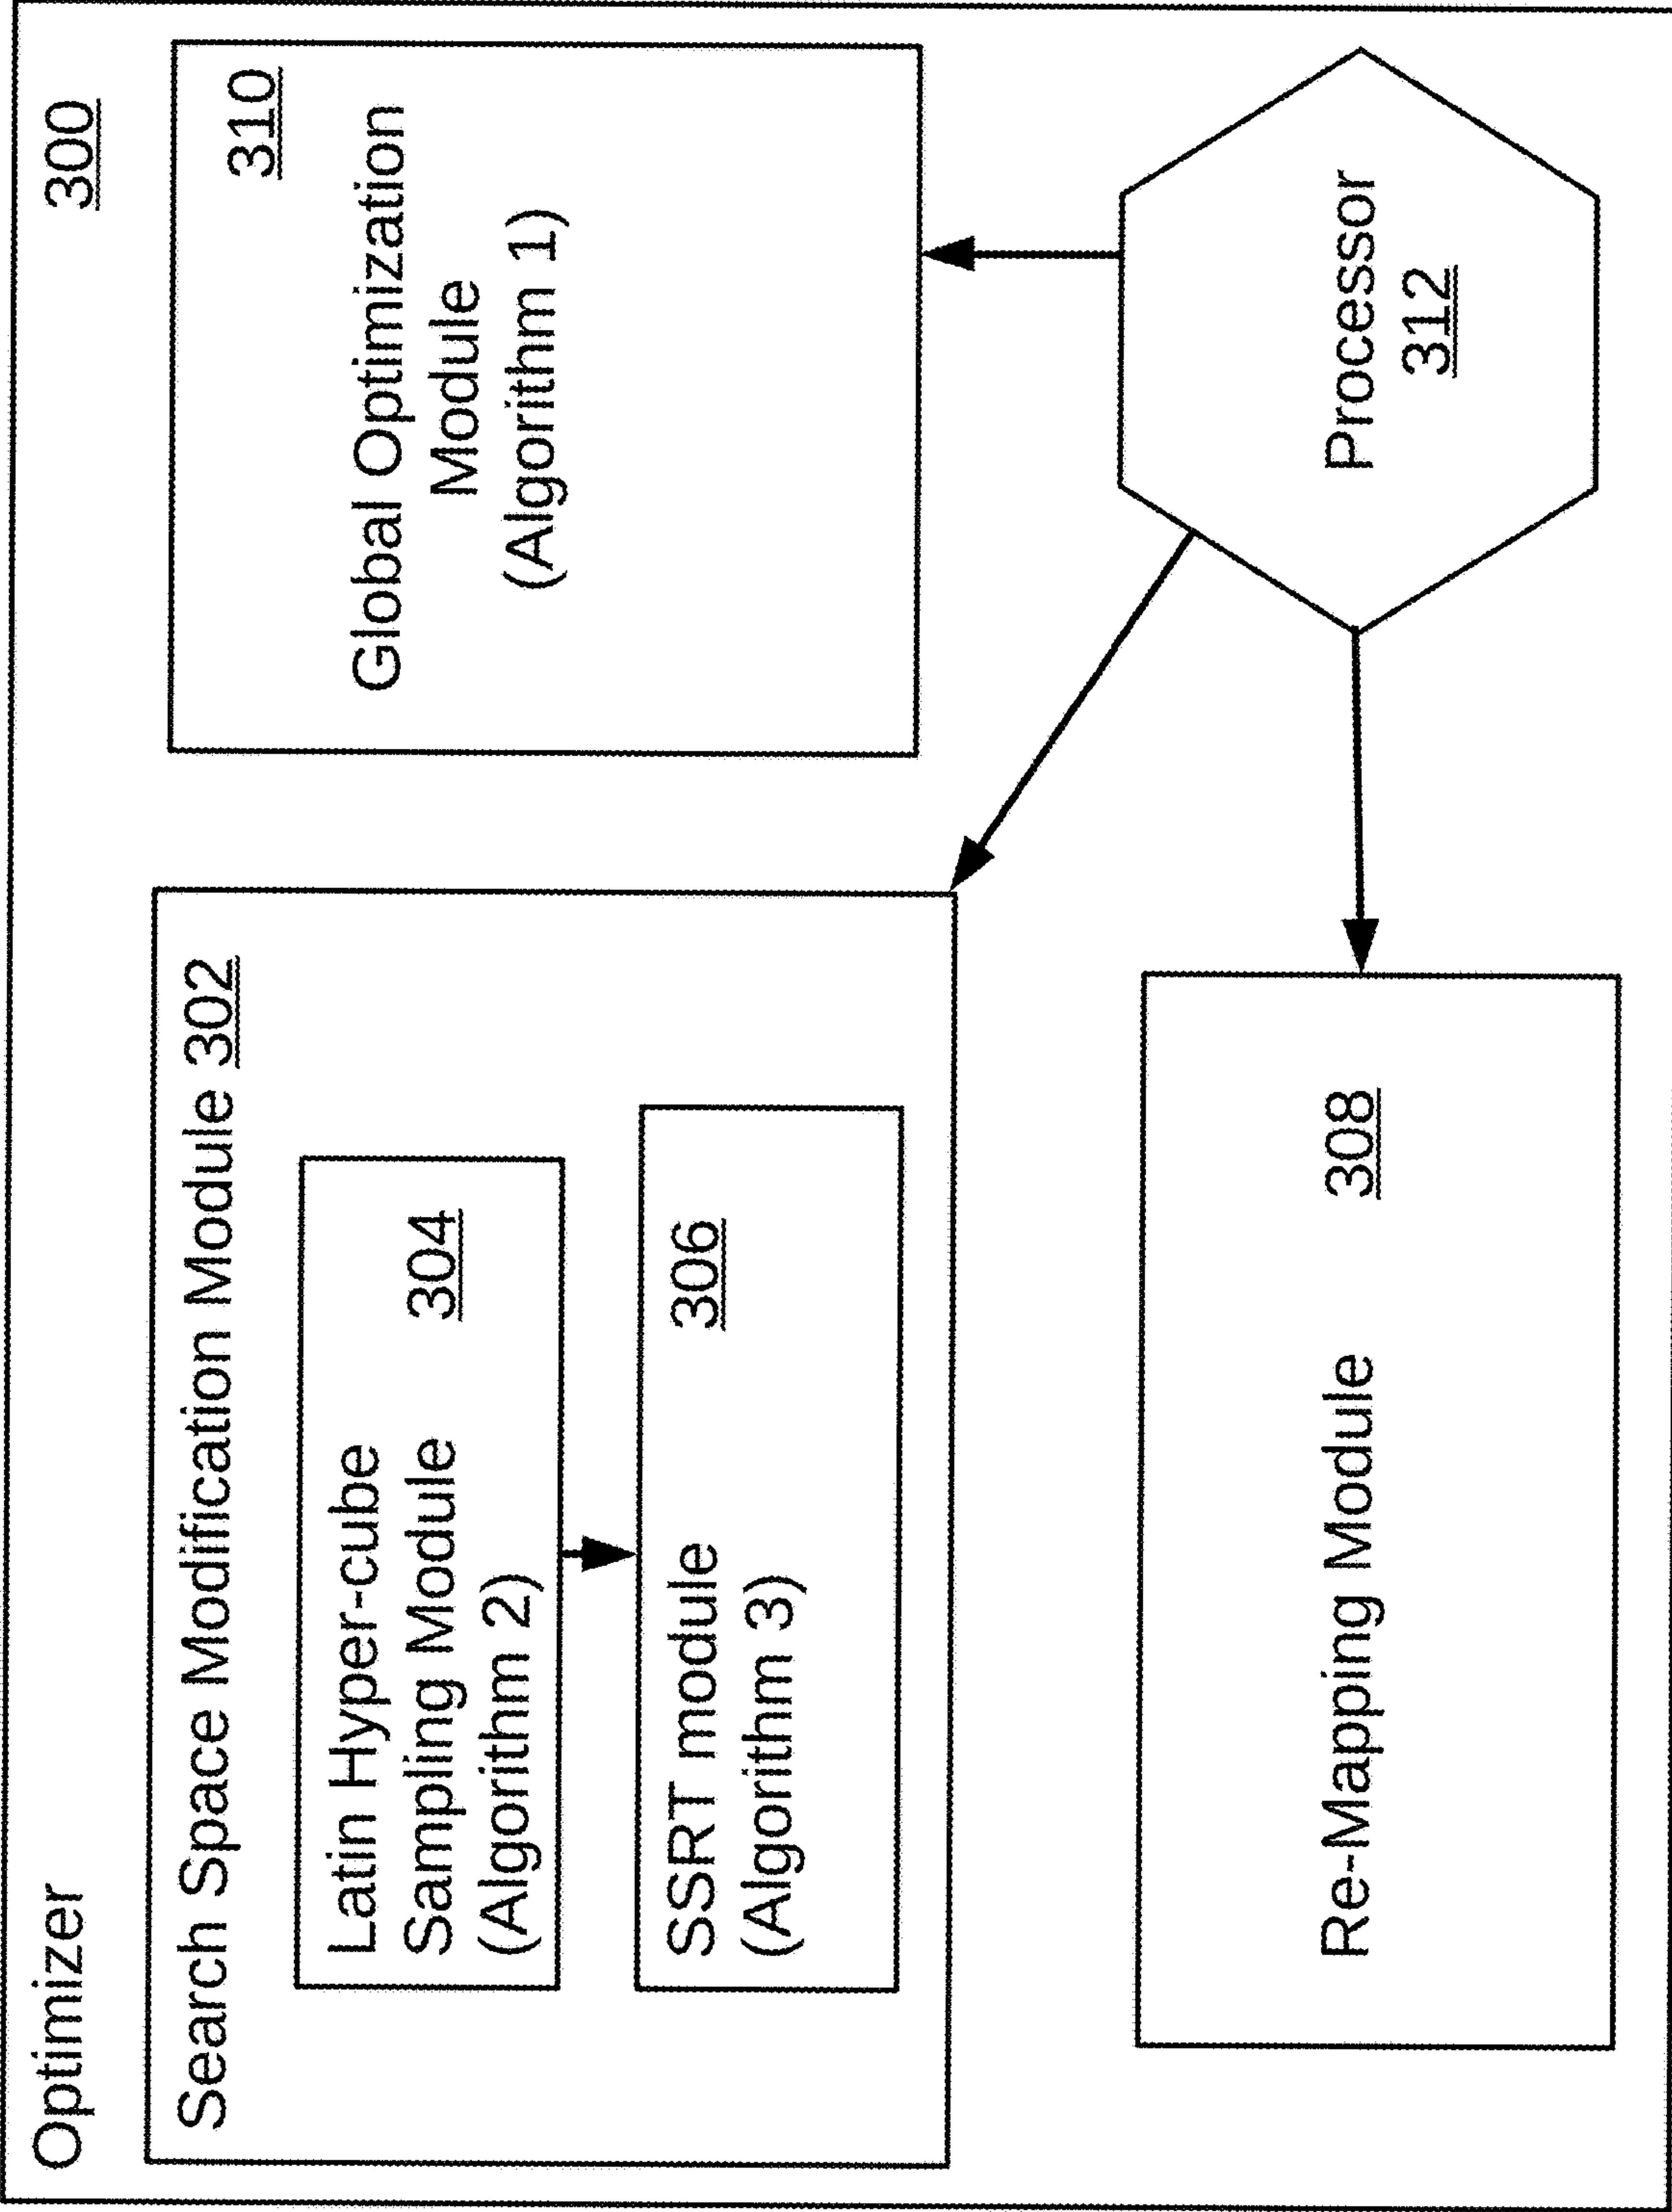 Optimizer 300
Search Space Modification Module 302
Latin Hyper-cube
Sampling Module 304
(Algorithm 2)
SSRT module 306
(Algorithm 3)
310
Global Optimization
Module
(Algorithm 1)
Re-Mapping Module 308
Processor
312